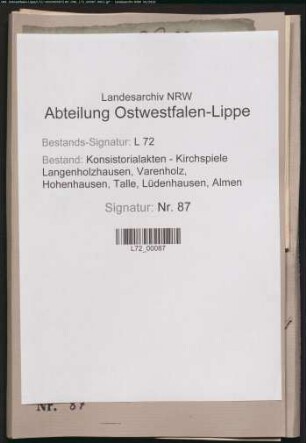 Landesarchiv NRW
Abteilung Ostwestfalen-Lippe
Bestands-Signatur: L 72
Bestand: Konsistorialakten - Kirchspiele
Langenholzhausen, Varenholz,
Hohenhausen, Talle, Lüdenhausen, Almen
Signatur: Nr. 87
L72_00087
Nr. 87